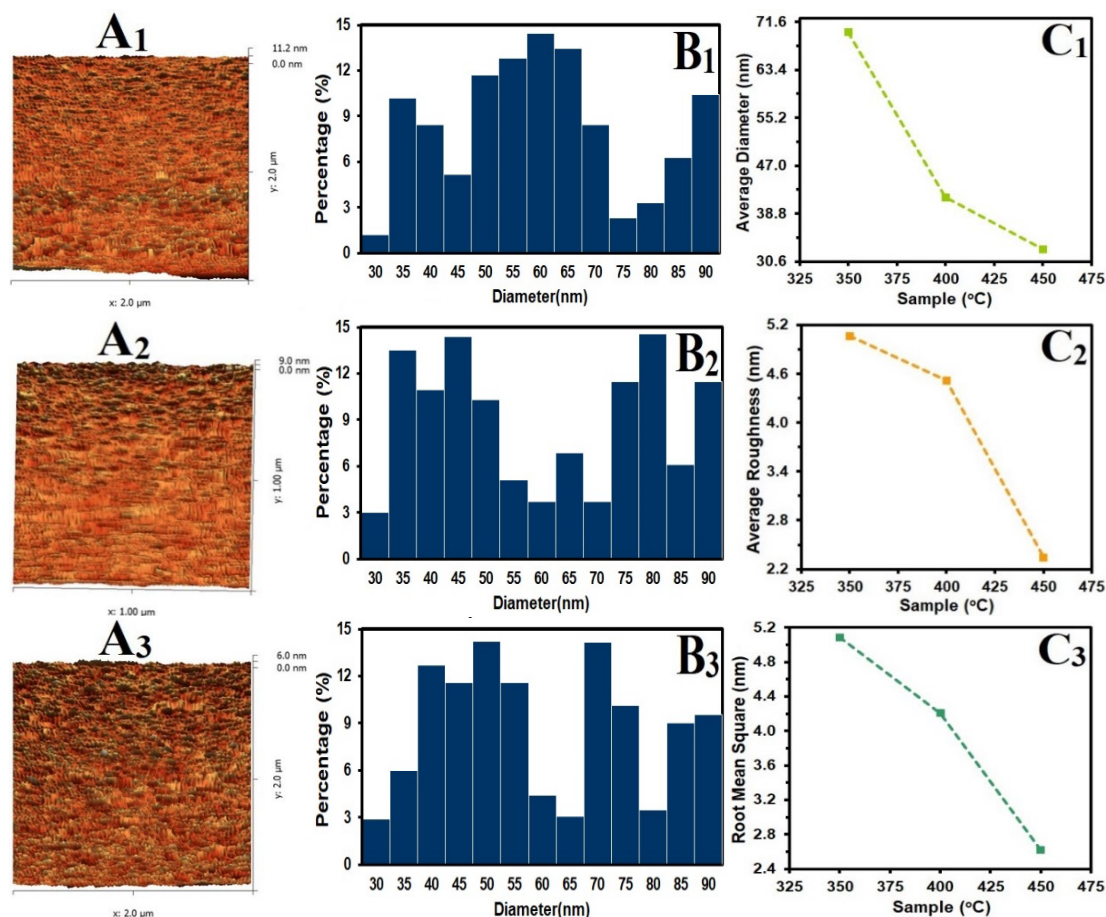 A1
11.2 nm
0.0 nm
y: 2.0 µm
x: 2.0 µm
B1
Percentage (%)
15
12
9
6
3
0
30 35 40 45 50 55 60 65 70 75 80 85 90
Diameter(nm)
C1
Average Diameter (nm)
71.6
63.4
55.2
47.0
38.8
30.6
325 350 375 400 425 450 475
Sample (oC)
A2
9.0 nm
0.0 nm
y: 1.00 µm
x: 1.00 µm
B2
Percentage (%)
15
12
9
6
3
0
30 35 40 45 50 55 60 65 70 75 80 85 90
Diameter(nm)
C2
Average Roughness (nm)
5.2
4.6
4.0
3.4
2.8
2.2
325 350 375 400 425 450 475
Sample (oC)
A3
6.0 nm
0.0 nm
y: 2.0 µm
x: 2.0 µm
B3
Percentage (%)
15
12
9
6
3
0
30 35 40 45 50 55 60 65 70 75 80 85 90
Diameter(nm)
C3
Root Mean Square (nm)
5.2
4.8
4.4
4.0
3.6
3.2
2.8
2.4
325 350 375 400 425 450 475
Sample (oC)